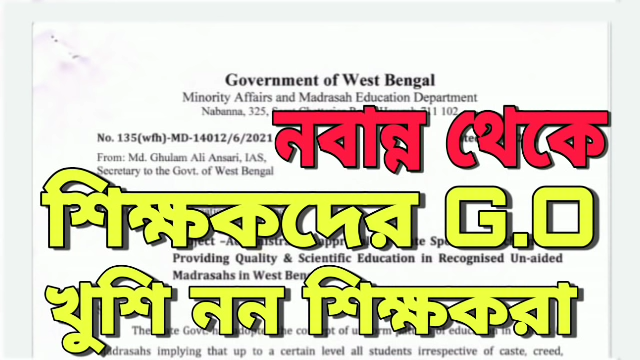 Government of West Bengal
Minority Affairs and Madrasah Education Department
Nabanna, 325,
No. 135(wfh)-MD-14012/6/2021
নবান্ন থেকে
From: Md. Ghulam Ali Ansari, IAS,
Secretary to the Govt. of West Bengal
শিক্ষকদের G.O
Providing Quality & Scientific Education in Recognised Un-aided
Madrasahs in West
খুশি নন শিক্ষকরা
of education in
implying that up to a certain level all students irrespective of caste, creed,